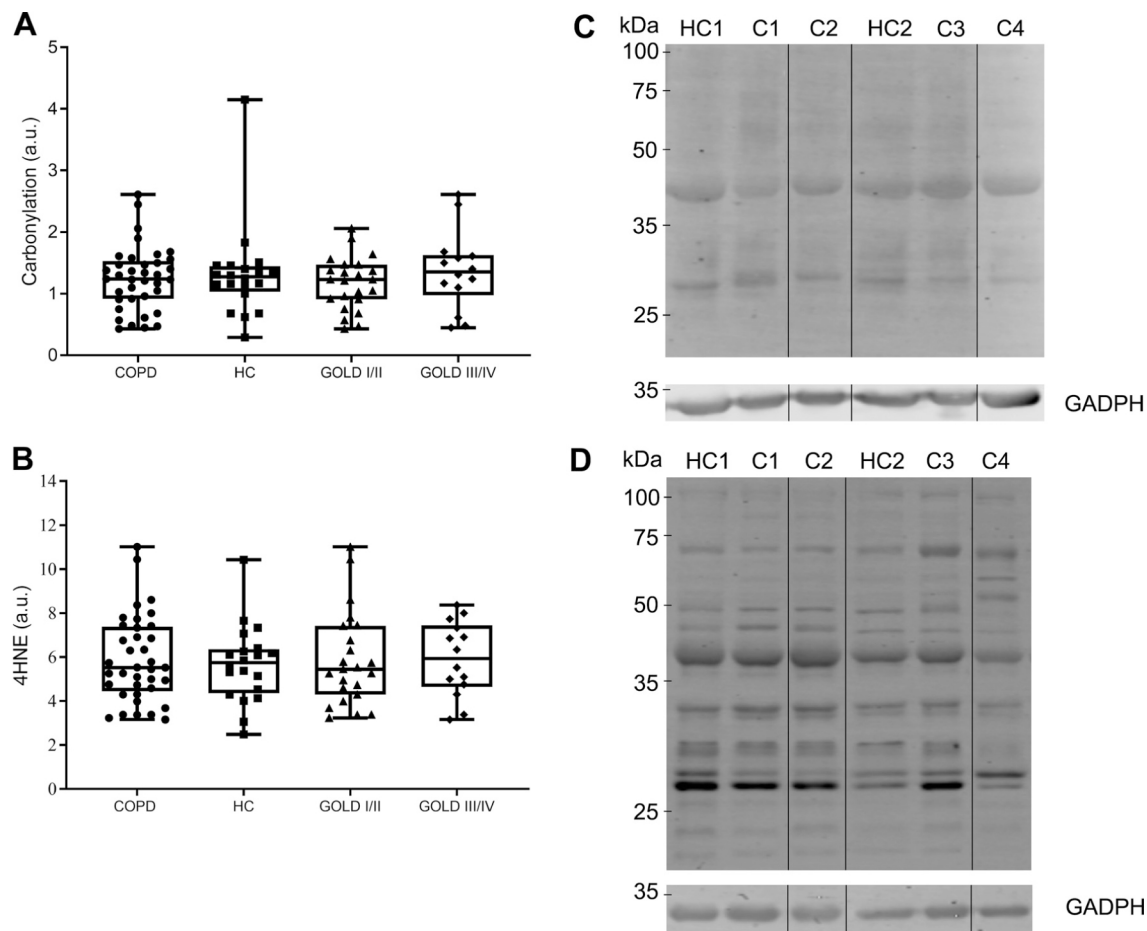 A
Carbonylation (a.u.)
5
4
3
2
1
0
COPD HC GOLD I/II GOLD III/IV
B
4HNE (a.u.)
14
12
10
8
6
4
2
0
COPD HC GOLD I/II GOLD III/IV
C
kDa HC1 C1 C2 HC2 C3 C4
100
75
50
35
25
35
GADPH
D
kDa HC1 C1 C2 HC2 C3 C4
100
75
50
35
25
35
GADPH